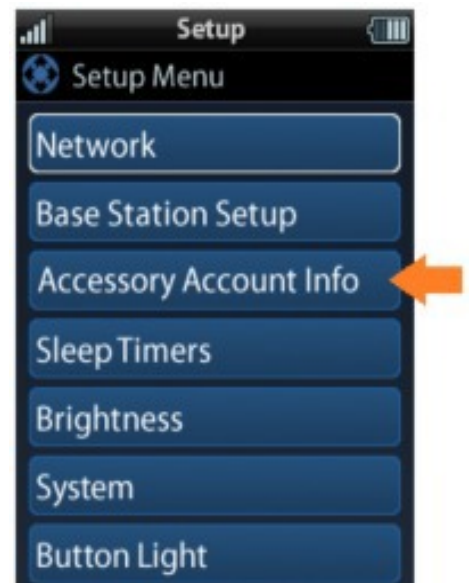 Setup
Setup Menu
Network
Base Station Setup
Accessory Account Info
Sleep Timers
Brightness
System
Button Light